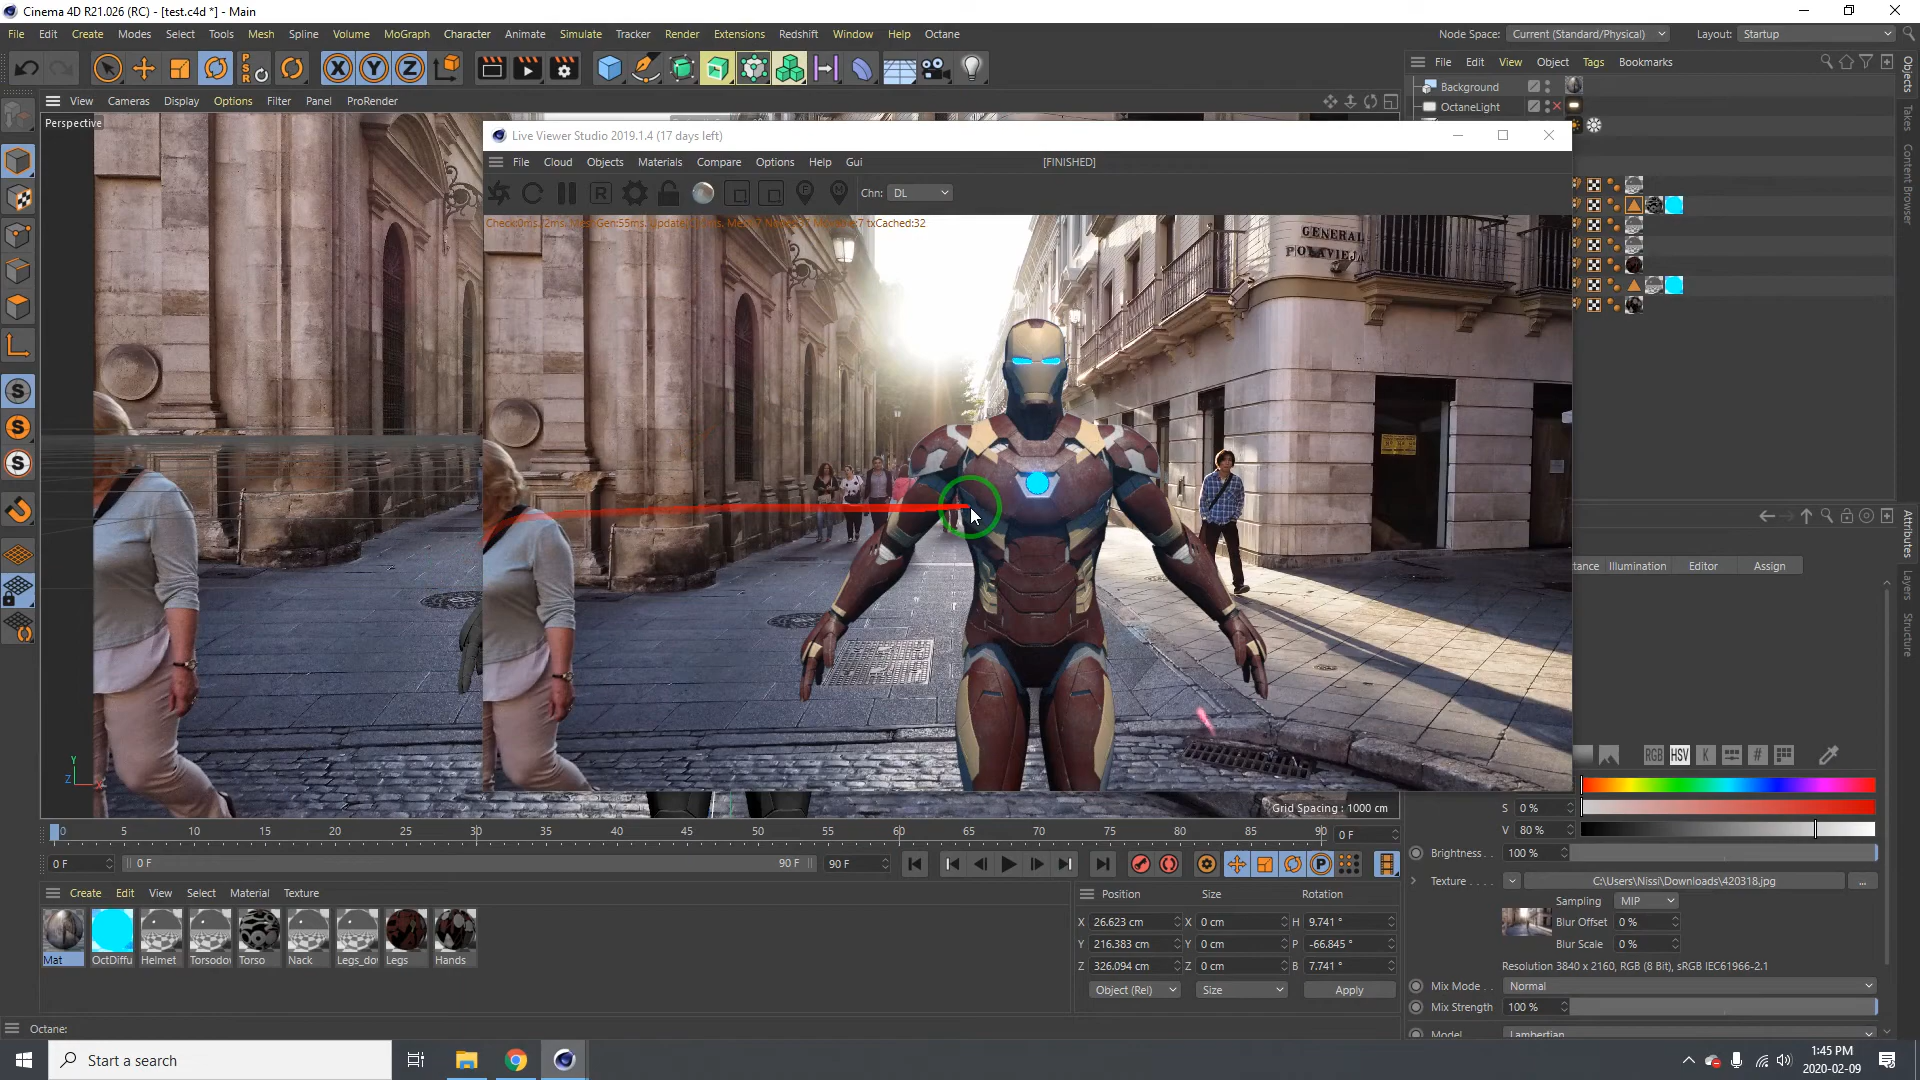 Cinema 4D R21.026 (RC) - [test.c4d *] - Main
File Edit Create Modes Select Tools Mesh Spline Volume MoGraph Character Animate Simulate Tracker Render Extensions Redshift Window Help Octane
Node Space: Current (Standard/Physical) Layout: Startup
File Edit View Object Tags Bookmarks
Background
OctaneLight
View Cameras Display Options Filter Panel ProRender
Perspective
Live Viewer Studio 2019.1.4 (17 days left)
File Cloud Objects Materials Compare Options Help Gui [FINISHED]
R
Chn: DL
txCached:32
GENERAL
POLAVIEJA
Objects
Takes
Content Browser
Attributes
Layers
Structure
Illumination Editor Assign
RGB HSV K #
S 0 %
V 80 %
Brightness . . 100 %
Texture . . . . C:\Users\Nissi\Downloads\420318.jpg ...
Sampling MIP
Blur Offset 0 %
Blur Scale 0 %
Resolution 3840 x 2160, RGB (8 Bit), sRGB IEC61966-2.1
Mix Mode . . Normal
Mix Strength 100 %
Model Lambertian
Y
Z X
Grid Spacing : 1000 cm
0 5 10 15 20 25 30 35 40 45 50 55 60 65 70 75 80 85 90 0 F
0 F 0 F 90 F 90 F
Create Edit View Select Material Texture
Mat OctDiffu Helmet Torsodo Torso Nack Legs_do Legs Hands
Position Size Rotation
X 26.623 cm X 0 cm H 9.741 °
Y 216.383 cm Y 0 cm P -66.845 °
Z 326.094 cm Z 0 cm B 7.741 °
Object (Rel) Size Apply
Octane:
Start a search
1:45 PM
2020-02-09